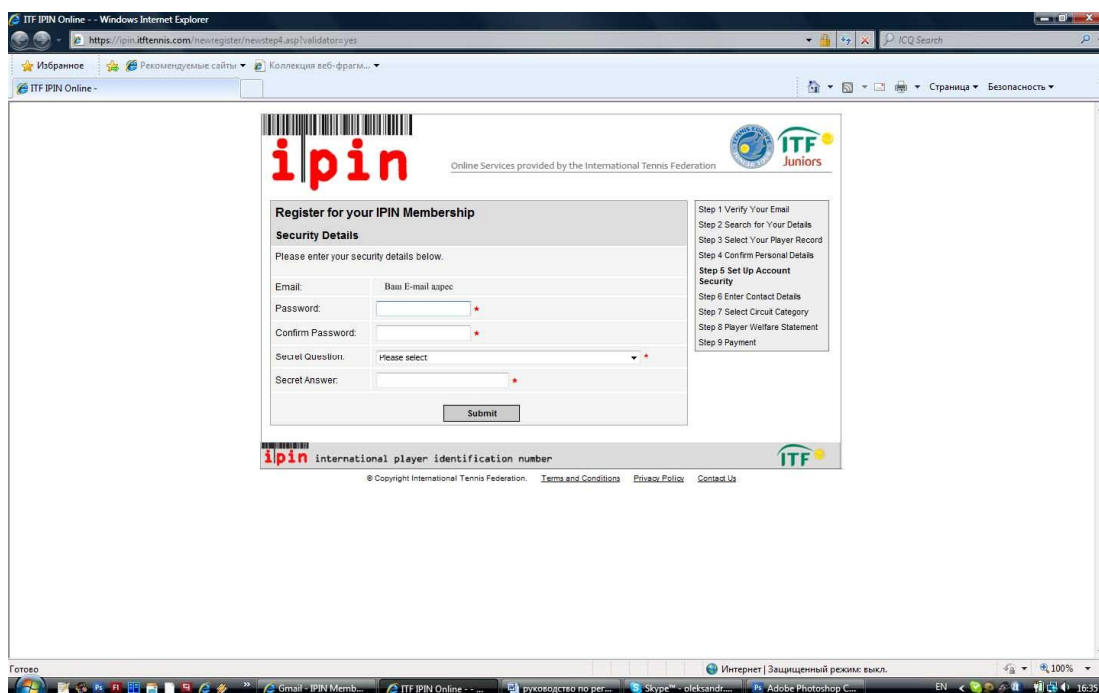 ITF IPIN Online - - Windows Internet Explorer
https://ipin.itftennis.com/newregister/newstep4.asp?validator=yes
ICQ Search
Избранное Рекомендуемые сайты Коллекция веб-фрагм...
ITF IPIN Online -
Страница Безопасность
ipin
Online Services provided by the International Tennis Federation
ITF
Juniors
Register for your IPIN Membership
Security Details
Please enter your security details below.
Email: Ваш E-mail адрес
Password: *
Confirm Password: *
Secret Question: Please select *
Secret Answer: *
Submit
Step 1 Verify Your Email
Step 2 Search for Your Details
Step 3 Select Your Player Record
Step 4 Confirm Personal Details
Step 5 Set Up Account
Security
Step 6 Enter Contact Details
Step 7 Select Circuit Category
Step 8 Player Welfare Statement
Step 9 Payment
ipin international player identification number
ITF
© Copyright International Tennis Federation. Terms and Conditions Privacy Policy Contact Us
Готово
Интернет | Защищенный режим: выкл.
100%
Gmail - IPIN Memb... ITF IPIN Online - - ... руководство по рег... Skype™ - oleksandr.... Adobe Photoshop C... EN 16:35